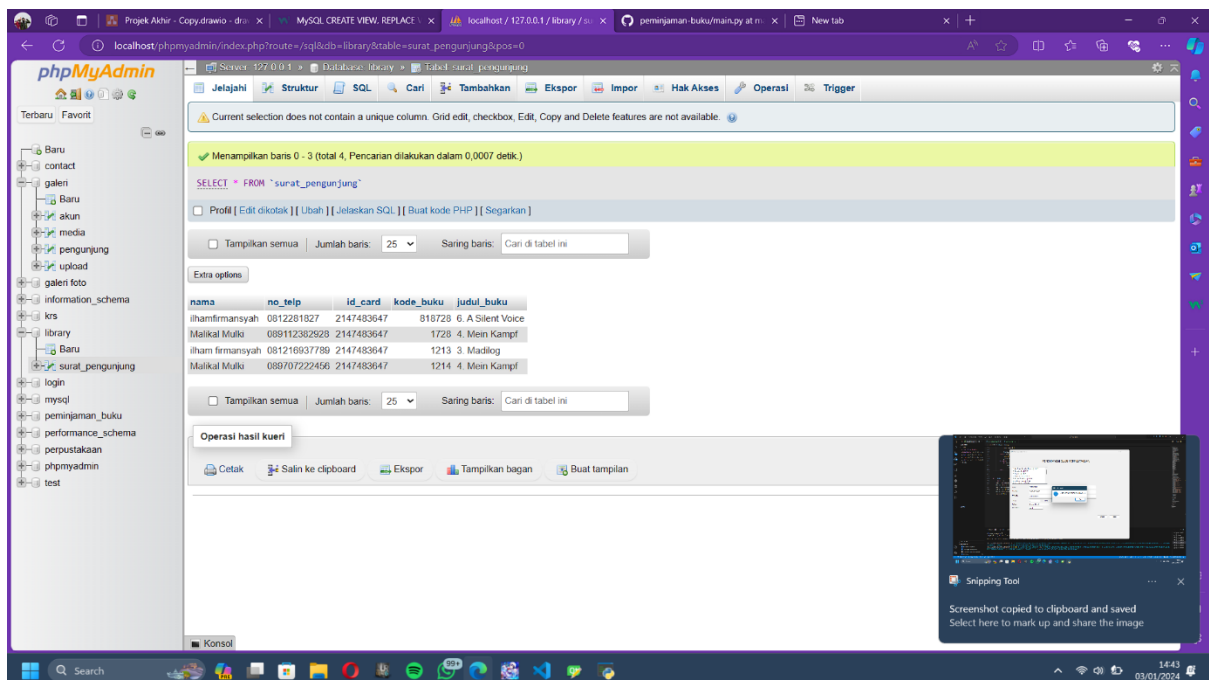 Projek Akhir - Copy.drawio - drav
MySQL CREATE VIEW, REPLACE \
localhost / 127.0.0.1 / library / su
peminjaman-buku/main.py at m
New tab
localhost/phpmyadmin/index.php?route=/sql&db=library&table=surat_pengunjung&pos=0
phpMyAdmin
Terbaru Favorit
Baru
contact
galeri
Baru
akun
media
pengunjung
upload
galeri foto
information_schema
krs
library
Baru
surat_pengunjung
login
mysql
peminjaman_buku
performance_schema
perpustakaan
phpmyadmin
test
Server: 127.0.0.1 » Database: library » Tabel: surat_pengunjung
Jelajahi Struktur SQL Cari Tambahkan Ekspor Impor Hak Akses Operasi Trigger
Current selection does not contain a unique column. Grid edit, checkbox, Edit, Copy and Delete features are not available.
Menampilkan baris 0 - 3 (total 4, Pencarian dilakukan dalam 0,0007 detik.)
SELECT * FROM `surat_pengunjung`
Profil [ Edit dikotak ] [ Ubah ] [ Jelaskan SQL ] [ Buat kode PHP ] [ Segarkan ]
Tampilkan semua | Jumlah baris: 25 Saring baris: Cari di tabel ini
Extra options
nama no_telp id_card kode_buku judul_buku
ilhamfirmansyah 0812281827 2147483647 818728 6. A Silent Voice
Malikal Mulki 089112382928 2147483647 1728 4. Mein Kampf
ilham firmansyah 081216937789 2147483647 1213 3. Madilog
Malikal Mulki 089707222456 2147483647 1214 4. Mein Kampf
Tampilkan semua | Jumlah baris: 25 Saring baris: Cari di tabel ini
Operasi hasil kueri
Cetak Salin ke clipboard Ekspor Tampilkan bagan Buat tampilan
Konsol
Snipping Tool
Screenshot copied to clipboard and saved
Select here to mark up and share the image
Search
99+
14:43
03/01/2024